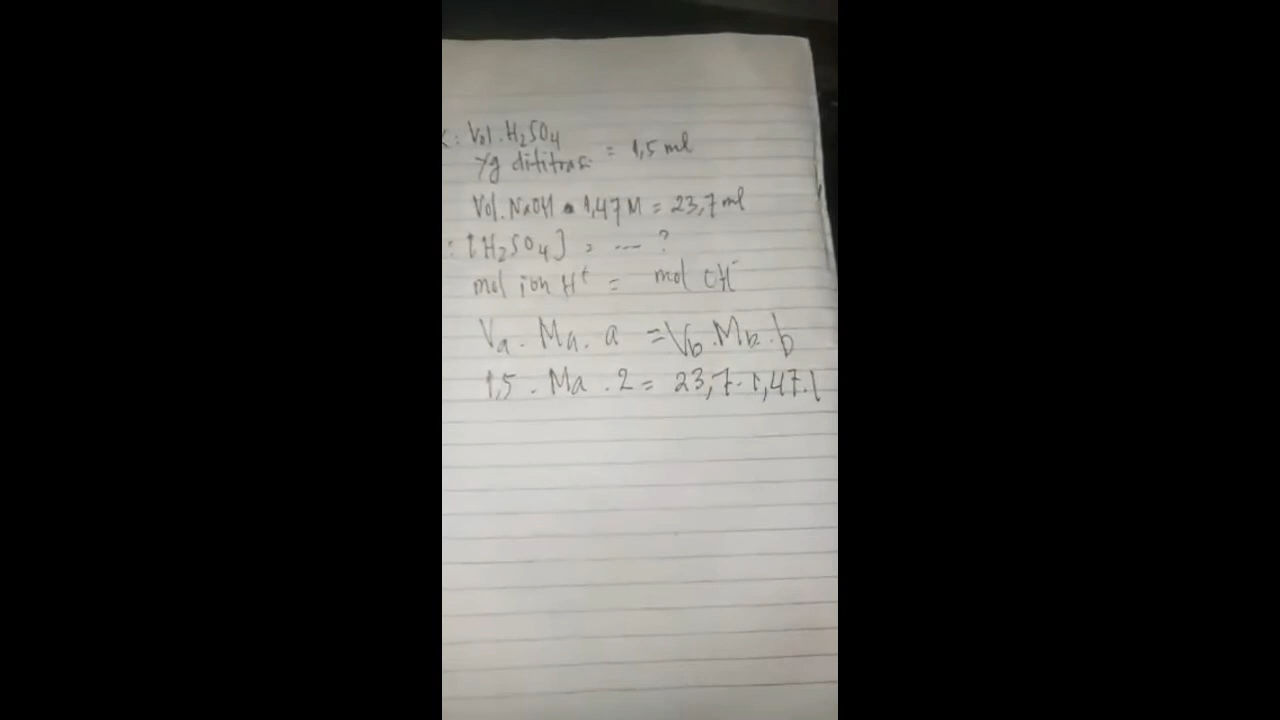 : Vol. H₂SO₄
yg dititrasi = 1,5 ml
Vol. NaOH 1,47 M = 23,7 ml
: [H₂SO₄] = .... ?
mol ion H⁺ = mol OH⁻
Va . Ma . a = Vb . Mb . b
1,5 . Ma . 2 = 23,7 . 1,47 . 1